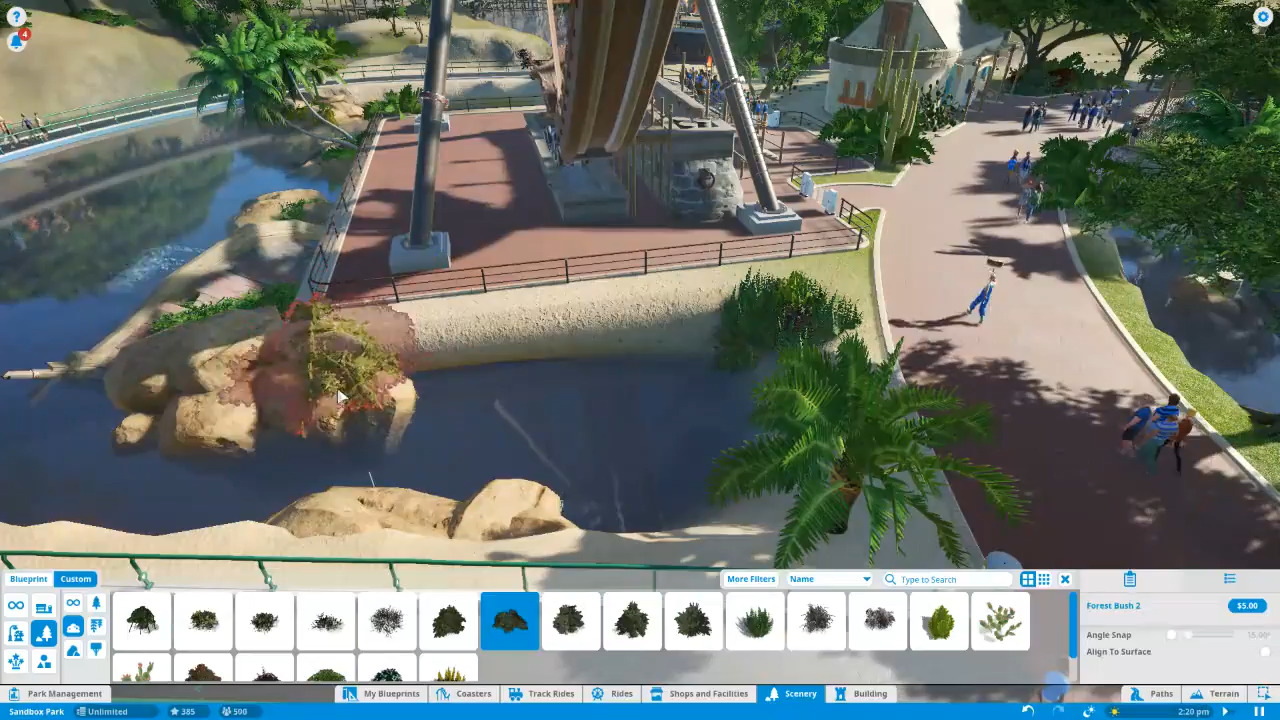 ?
4
Blueprint
Custom
More Filters
Name
Type to Search
Forest Bush 2
$5.00
Angle Snap
15.00°
Align To Surface
Park Management
My Blueprints
Coasters
Track Rides
Rides
Shops and Facilities
Scenery
Building
Paths
Terrain
Sandbox Park
Unlimited
385
500
2:20 pm